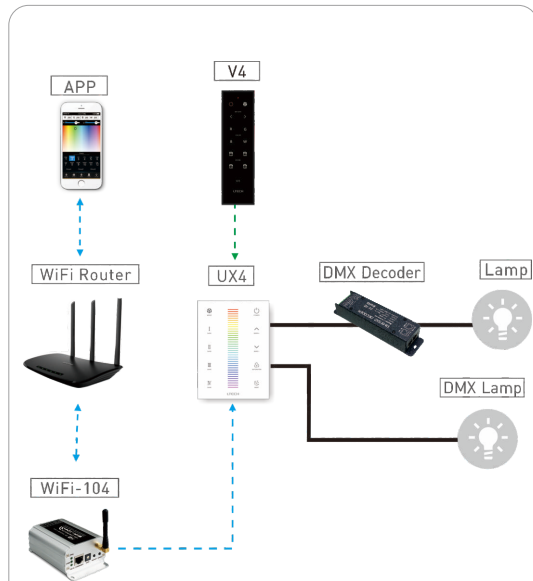 APP
V4
WiFi Router
UX4
DMX Decoder
Lamp
DMX Lamp
WiFi-104